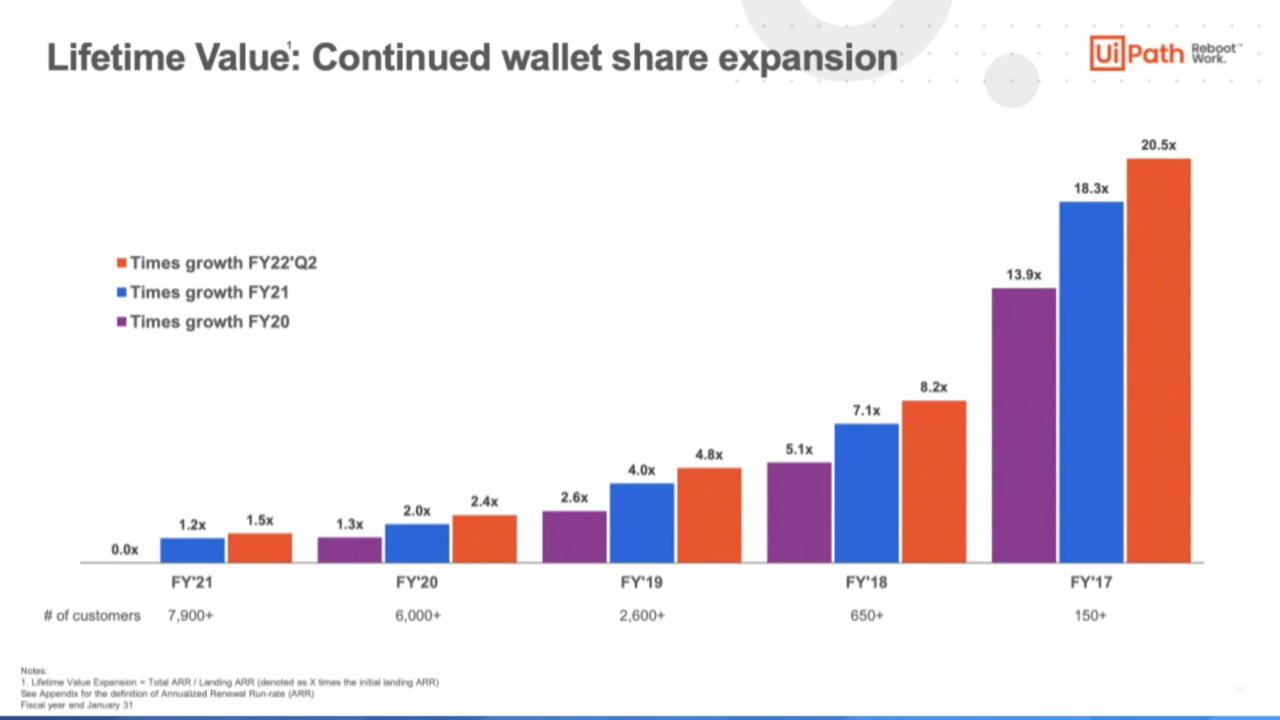 Lifetime Value¹: Continued wallet share expansion
UiPath Reboot Work.™
Times growth FY22'Q2
Times growth FY21
Times growth FY20
0.0x 1.2x 1.5x 1.3x 2.0x 2.4x 2.6x 4.0x 4.8x 5.1x 7.1x 8.2x 13.9x 18.3x 20.5x
FY'21 FY'20 FY'19 FY'18 FY'17
# of customers 7,900+ 6,000+ 2,600+ 650+ 150+
Notes:
1. Lifetime Value Expansion = Total ARR / Landing ARR (denoted as X times the initial landing ARR)
See Appendix for the definition of Annualized Renewal Run-rate (ARR)
Fiscal year end January 31